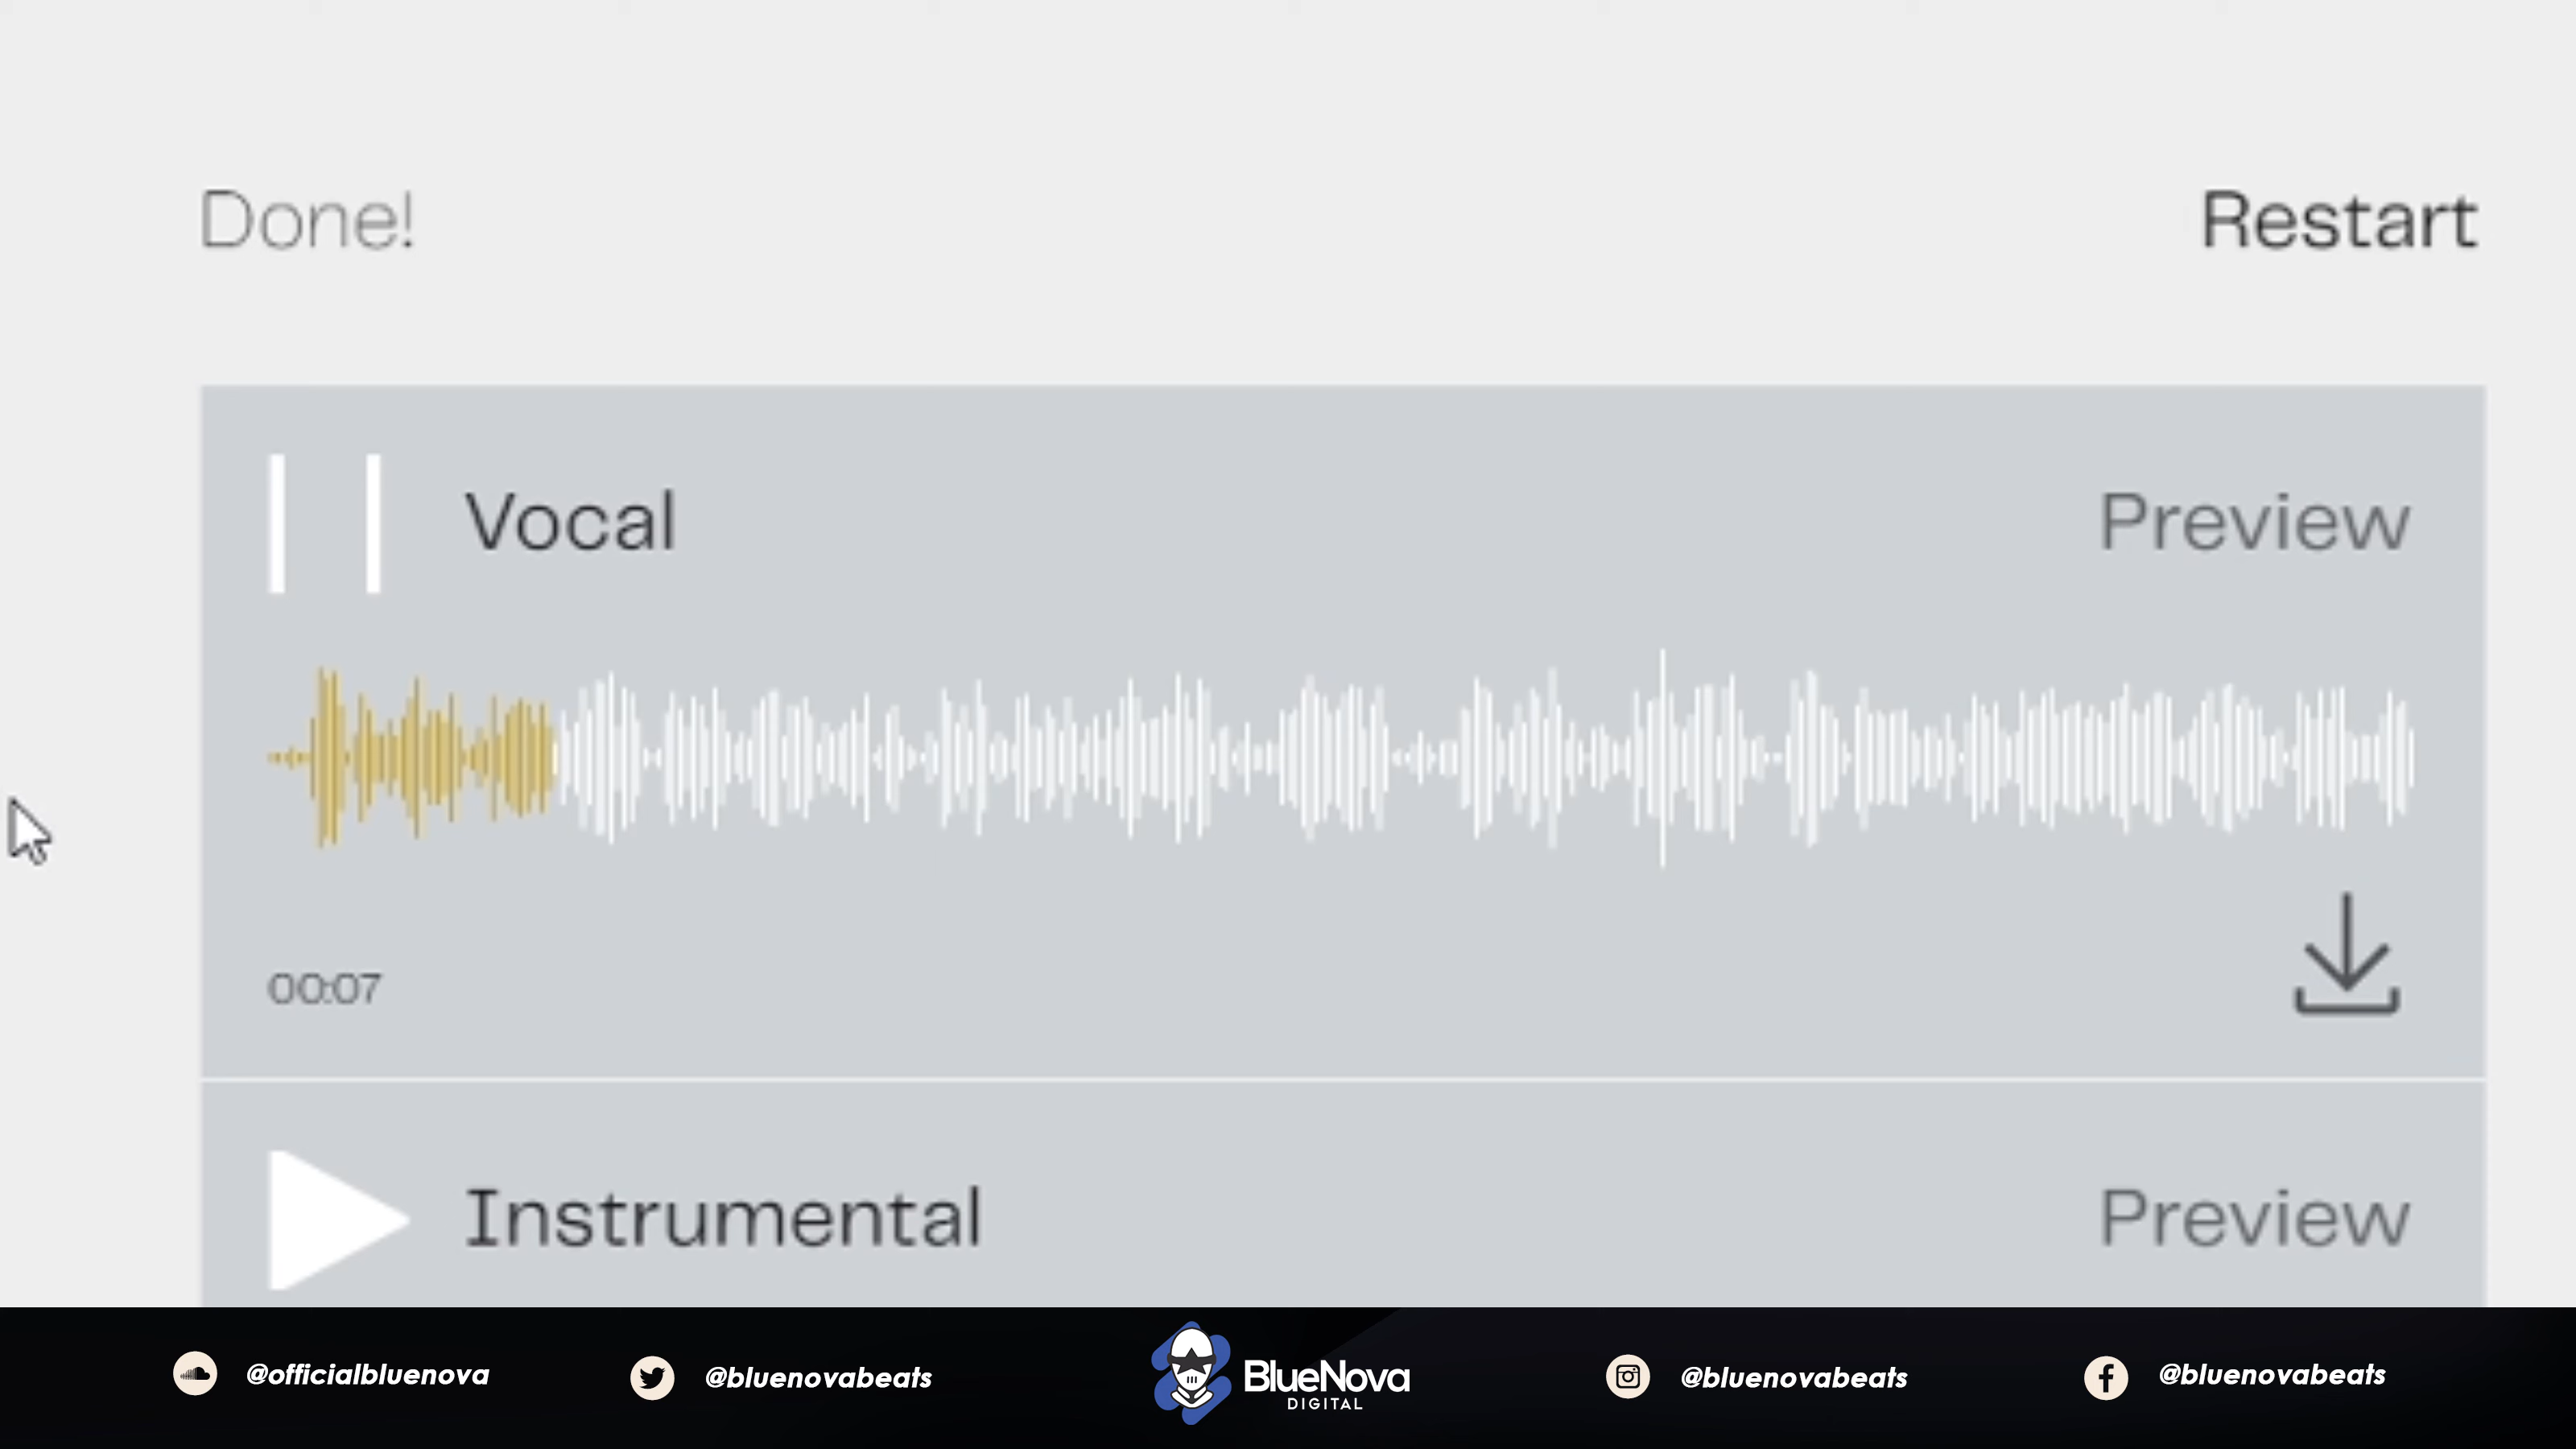 Done!
Restart
Vocal
Preview
00:07
Instrumental
Preview
@officialbluenova
@bluenovabeats
BlueNova
DIGITAL
@bluenovabeats
@bluenovabeats